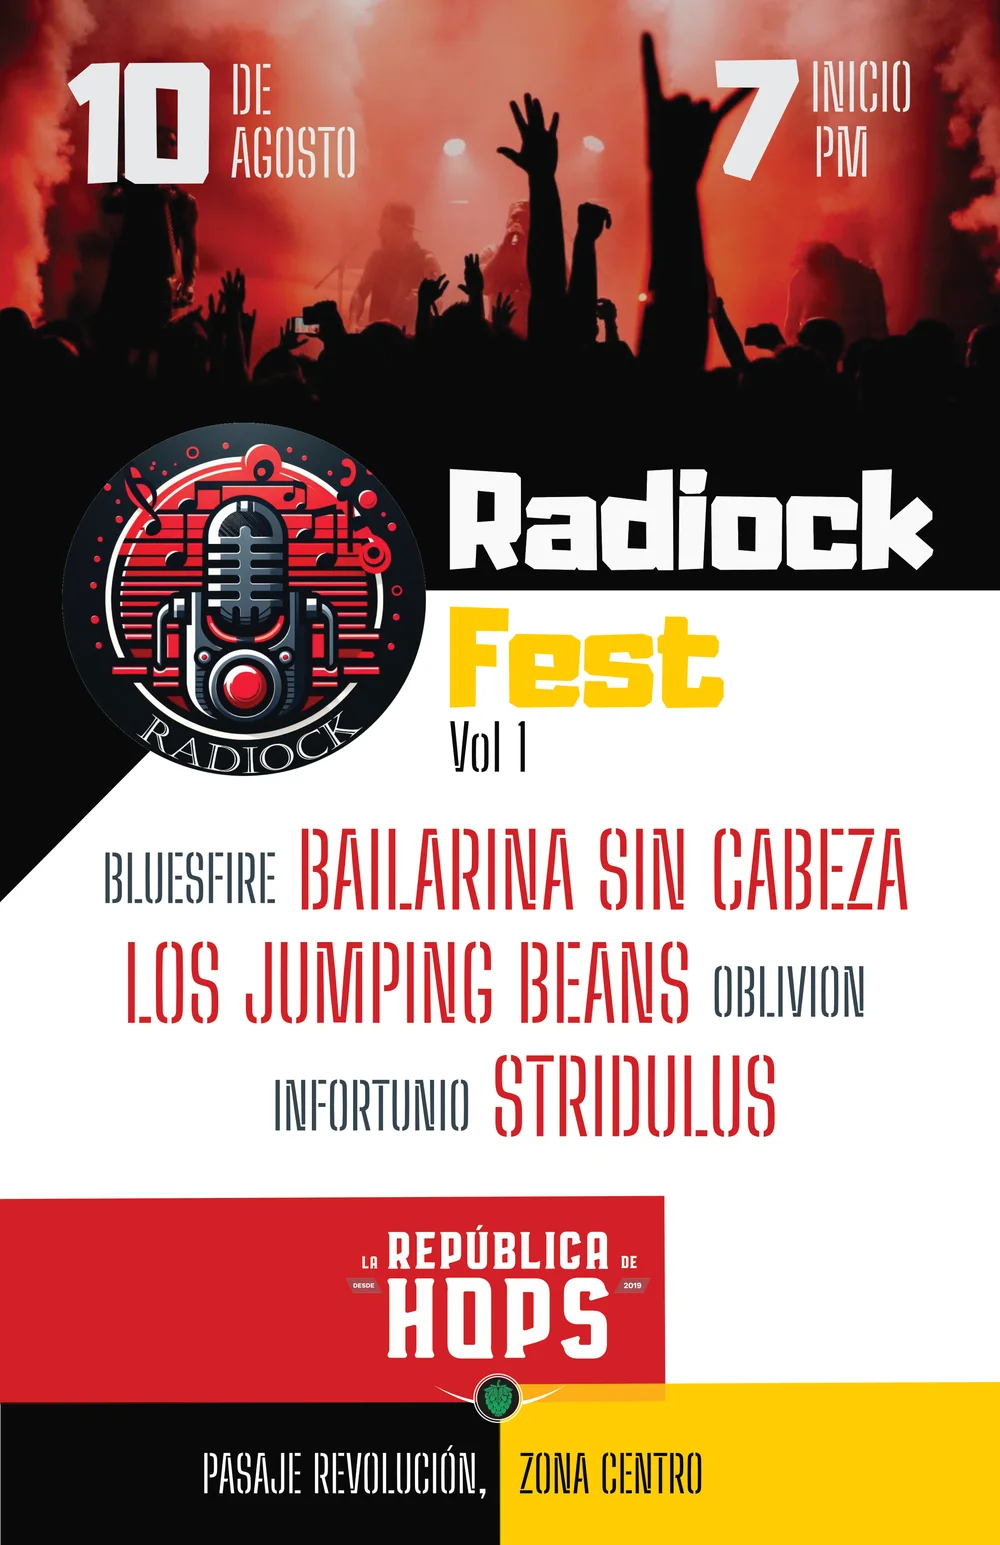 10 DE AGOSTO
7 INICIO PM
RADIOCK
Radiock
Fest
Vol 1
BLUESFIRE BAILARINA SIN CABEZA
LOS JUMPING BEANS OBLIVION
INFORTUNIO STRIDULUS
LA REPÚBLICA DE
DESDE HOPS 2019
PASAJE REVOLUCIÓN, ZONA CENTRO